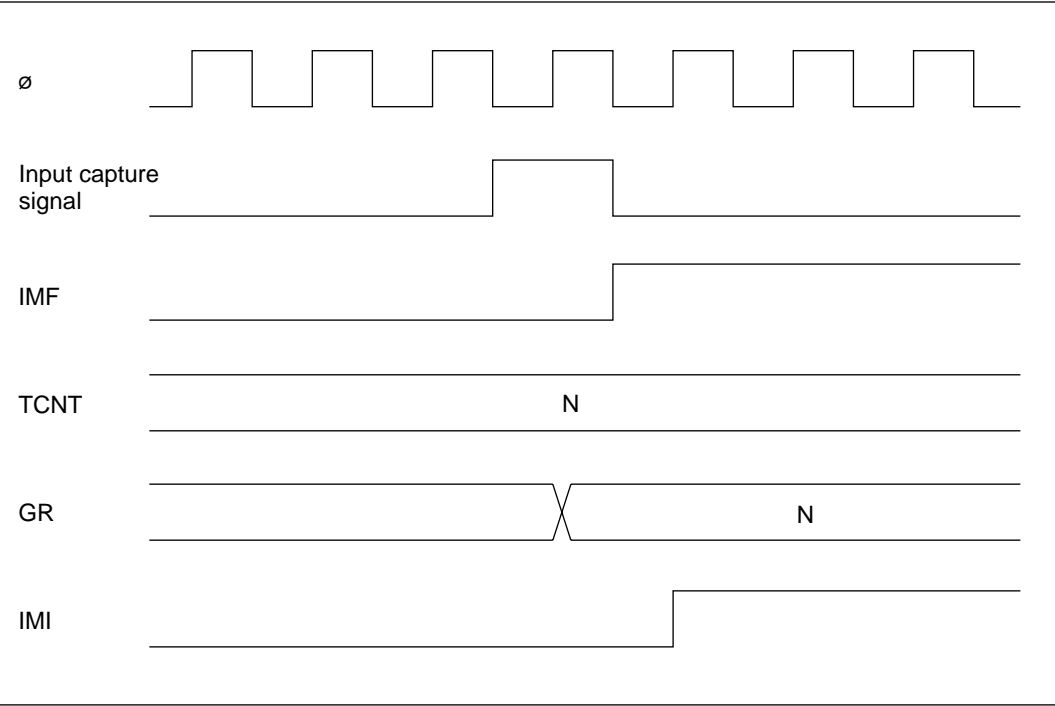 ø
Input capture
signal
IMF
TCNT
N
GR
N
IMI